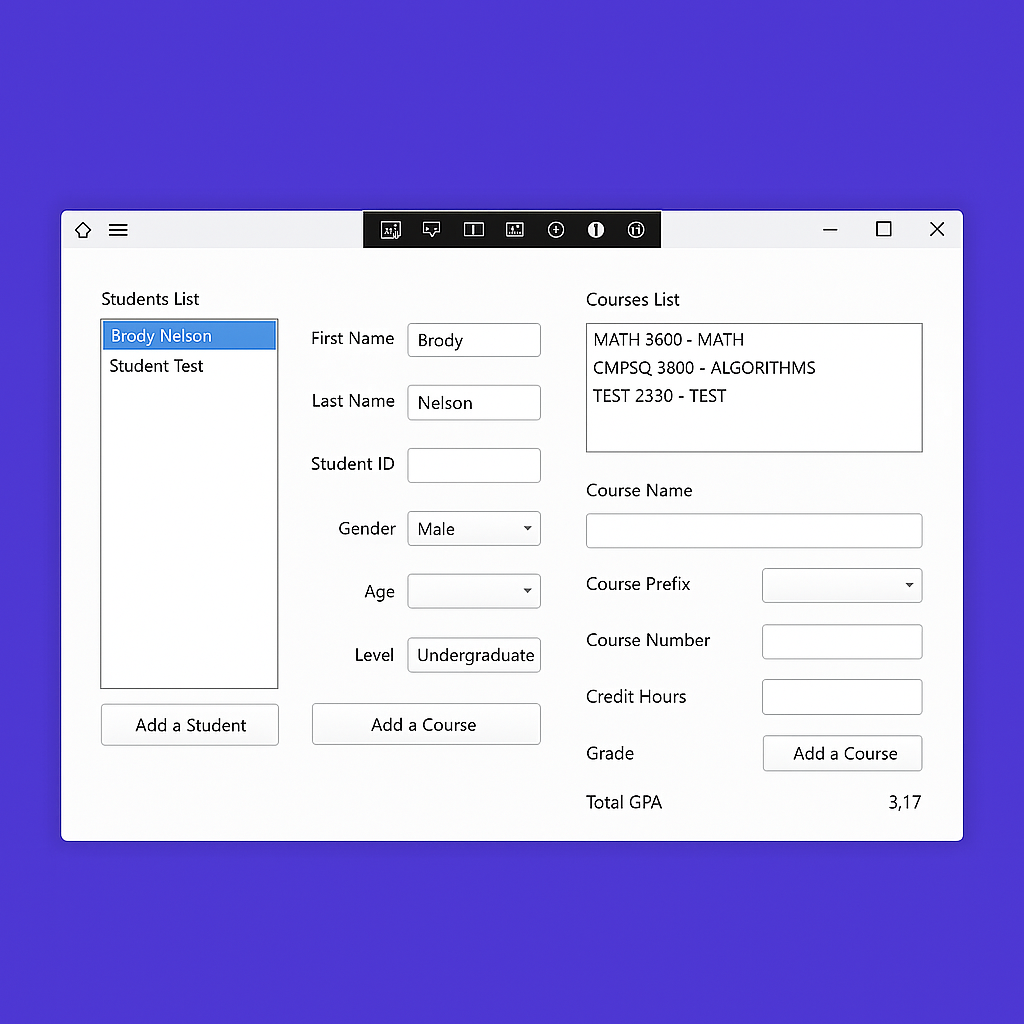 Students List
Brody Nelson
Student Test
Add a Student
First Name
Brody
Last Name
Nelson
Student ID
Gender
Male
Age
Level
Undergraduate
Add a Course
Courses List
MATH 3600 - MATH
CMPSQ 3800 - ALGORITHMS
TEST 2330 - TEST
Course Name
Course Prefix
Course Number
Credit Hours
Grade
Add a Course
Total GPA
3,17